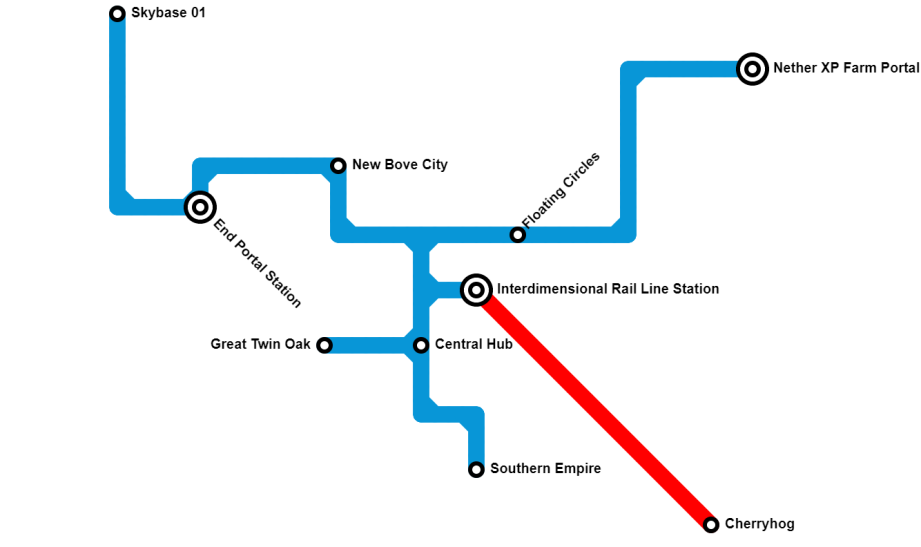 Skybase 01
Nether XP Farm Portal
New Bove City
Floating Circles
End Portal Station
Interdimensional Rail Line Station
Great Twin Oak
Central Hub
Southern Empire
Cherryhog